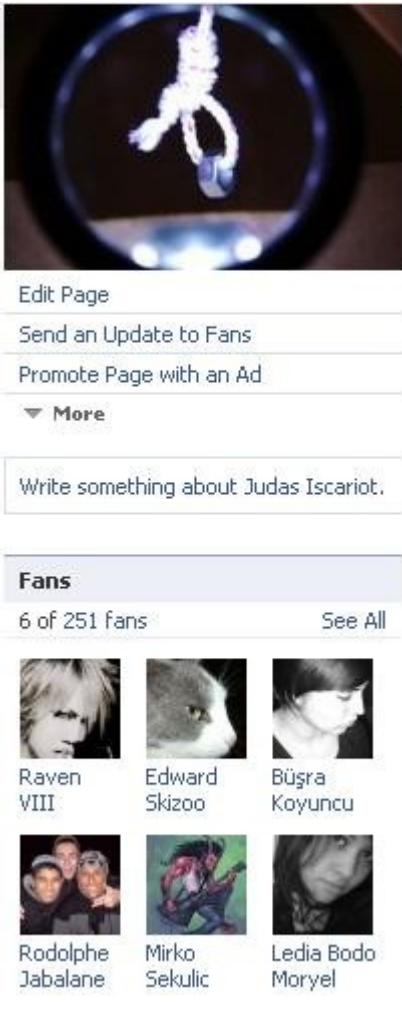 Edit Page
Send an Update to Fans
Promote Page with an Ad
More
Write something about Judas Iscariot.
Fans
6 of 251 fans See All
Raven Edward Büşra
VIII Skizoo Koyuncu
Rodolphe Mirko Ledia Bodo
Jabalane Sekulic Moryel